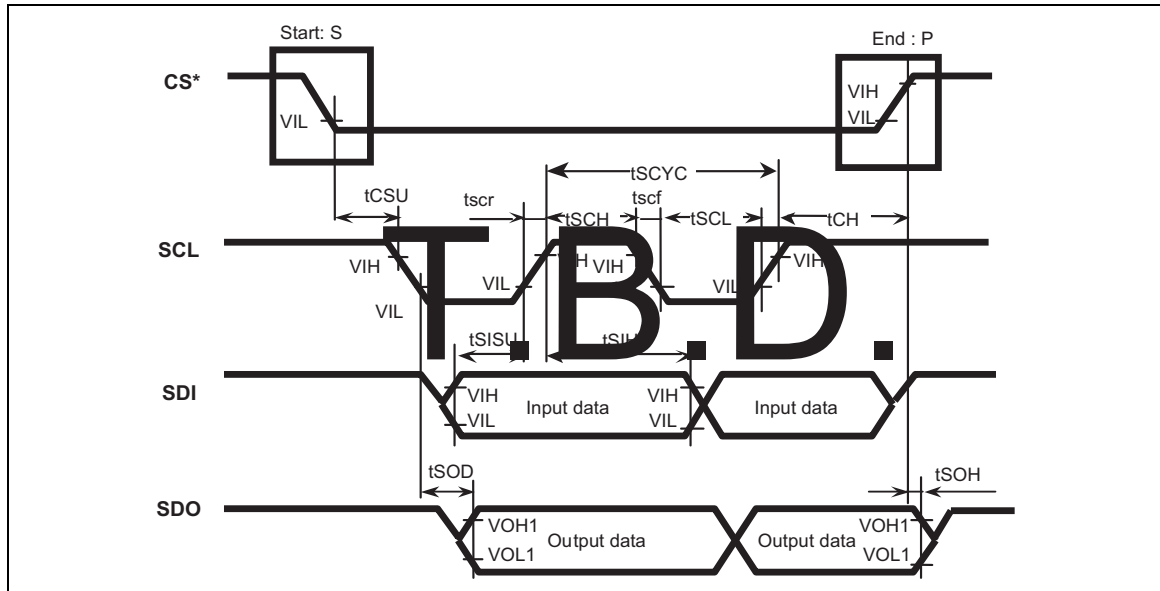 Start: S
End : P
CS*
VIH
VIL
VIL
tSCYC
tCSU
tscr
tscf
tSCH
tSCL
tCH
SCL
VIH
VIH
VIH
VIH
VIL
VIL
VIL
T.B.D.
tSISU
tSIH
SDI
VIH
VIH
Input data
Input data
VIL
VIL
tSOD
tSOH
SDO
VOH1
VOH1
Output data
Output data
VOL1
VOL1